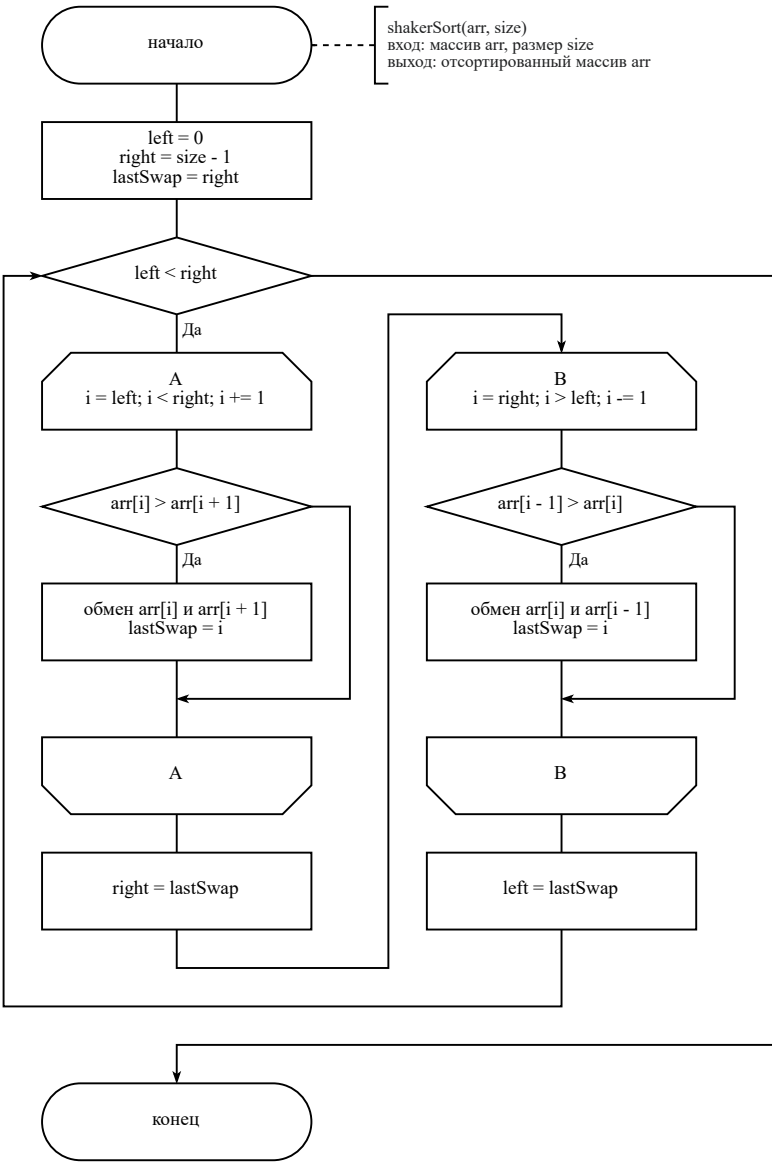 начало
shakerSort(arr, size)
вход: массив arr, размер size
выход: отсортированный массив arr
left = 0
right = size - 1
lastSwap = right
left < right
Да
A
i = left; i < right; i += 1
arr[i] > arr[i + 1]
Да
обмен arr[i] и arr[i + 1]
lastSwap = i
A
right = lastSwap
B
i = right; i > left; i -= 1
arr[i - 1] > arr[i]
Да
обмен arr[i] и arr[i - 1]
lastSwap = i
B
left = lastSwap
конец